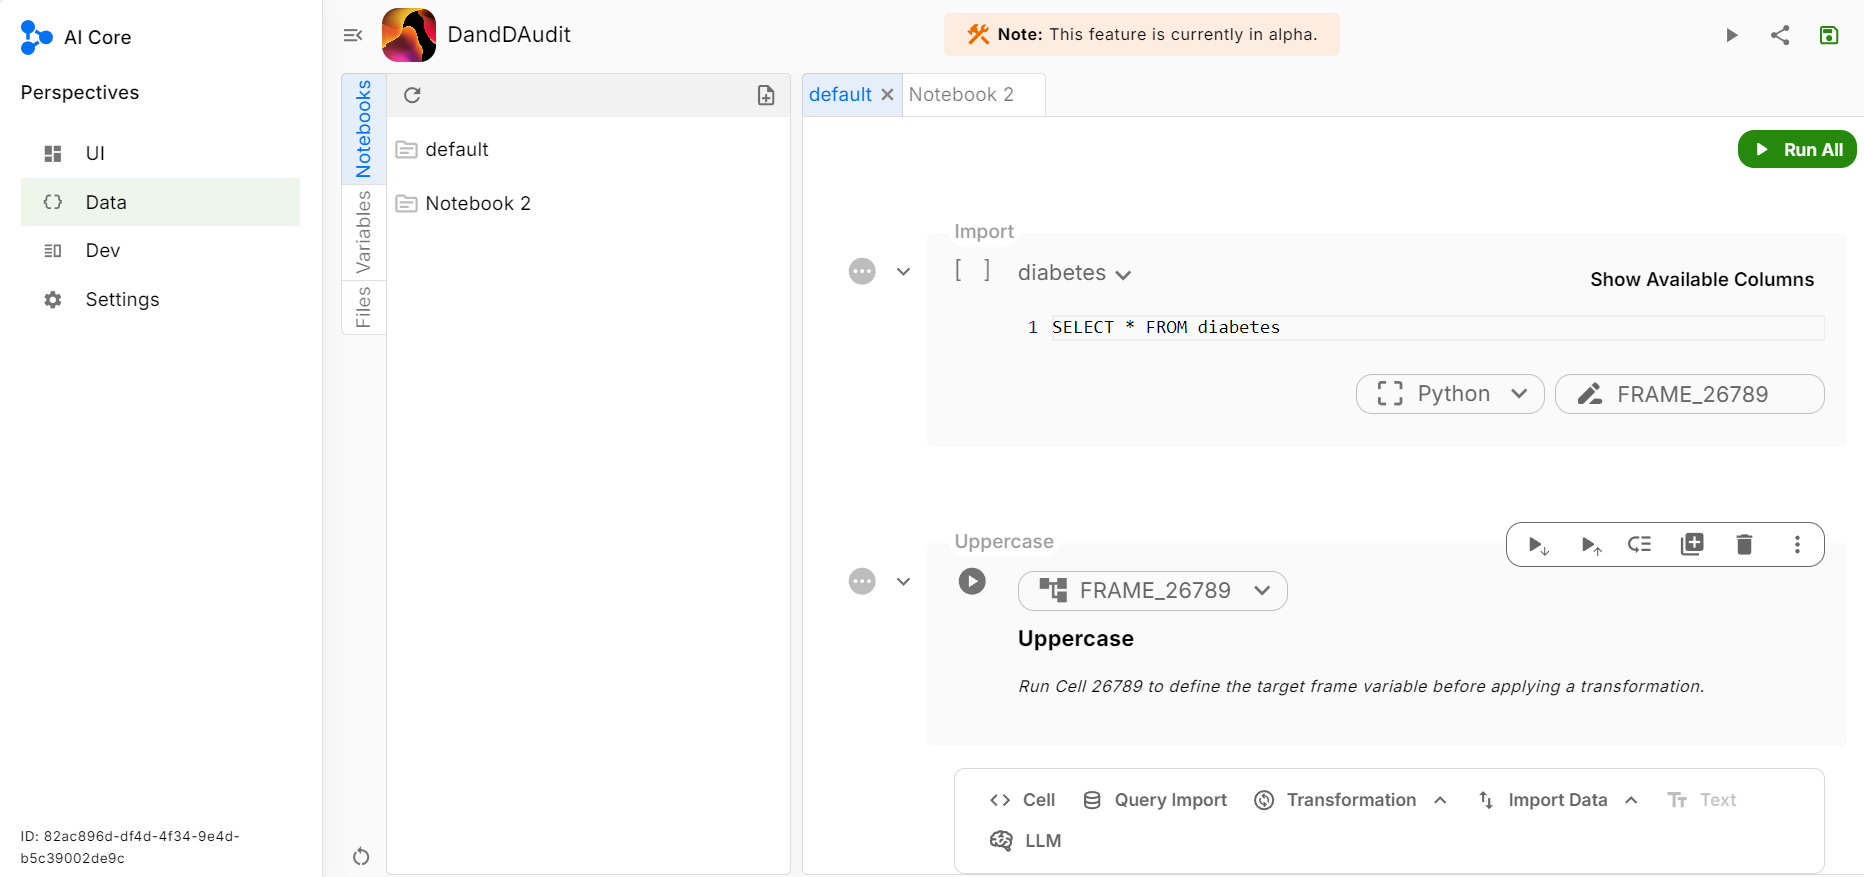 AI Core
Perspectives
UI
Data
Dev
Settings
ID: 82ac896d-df4d-4f34-9e4d-
b5c39002de9c
DandDAudit
Note: This feature is currently in alpha.
Notebooks
Variables
Files
default
Notebook 2
default
Notebook 2
Run All
Import
[ ]
diabetes
Show Available Columns
1 SELECT * FROM diabetes
Python
FRAME_26789
Uppercase
FRAME_26789
Uppercase
Run Cell 26789 to define the target frame variable before applying a transformation.
Cell
Query Import
Transformation
Import Data
Text
LLM